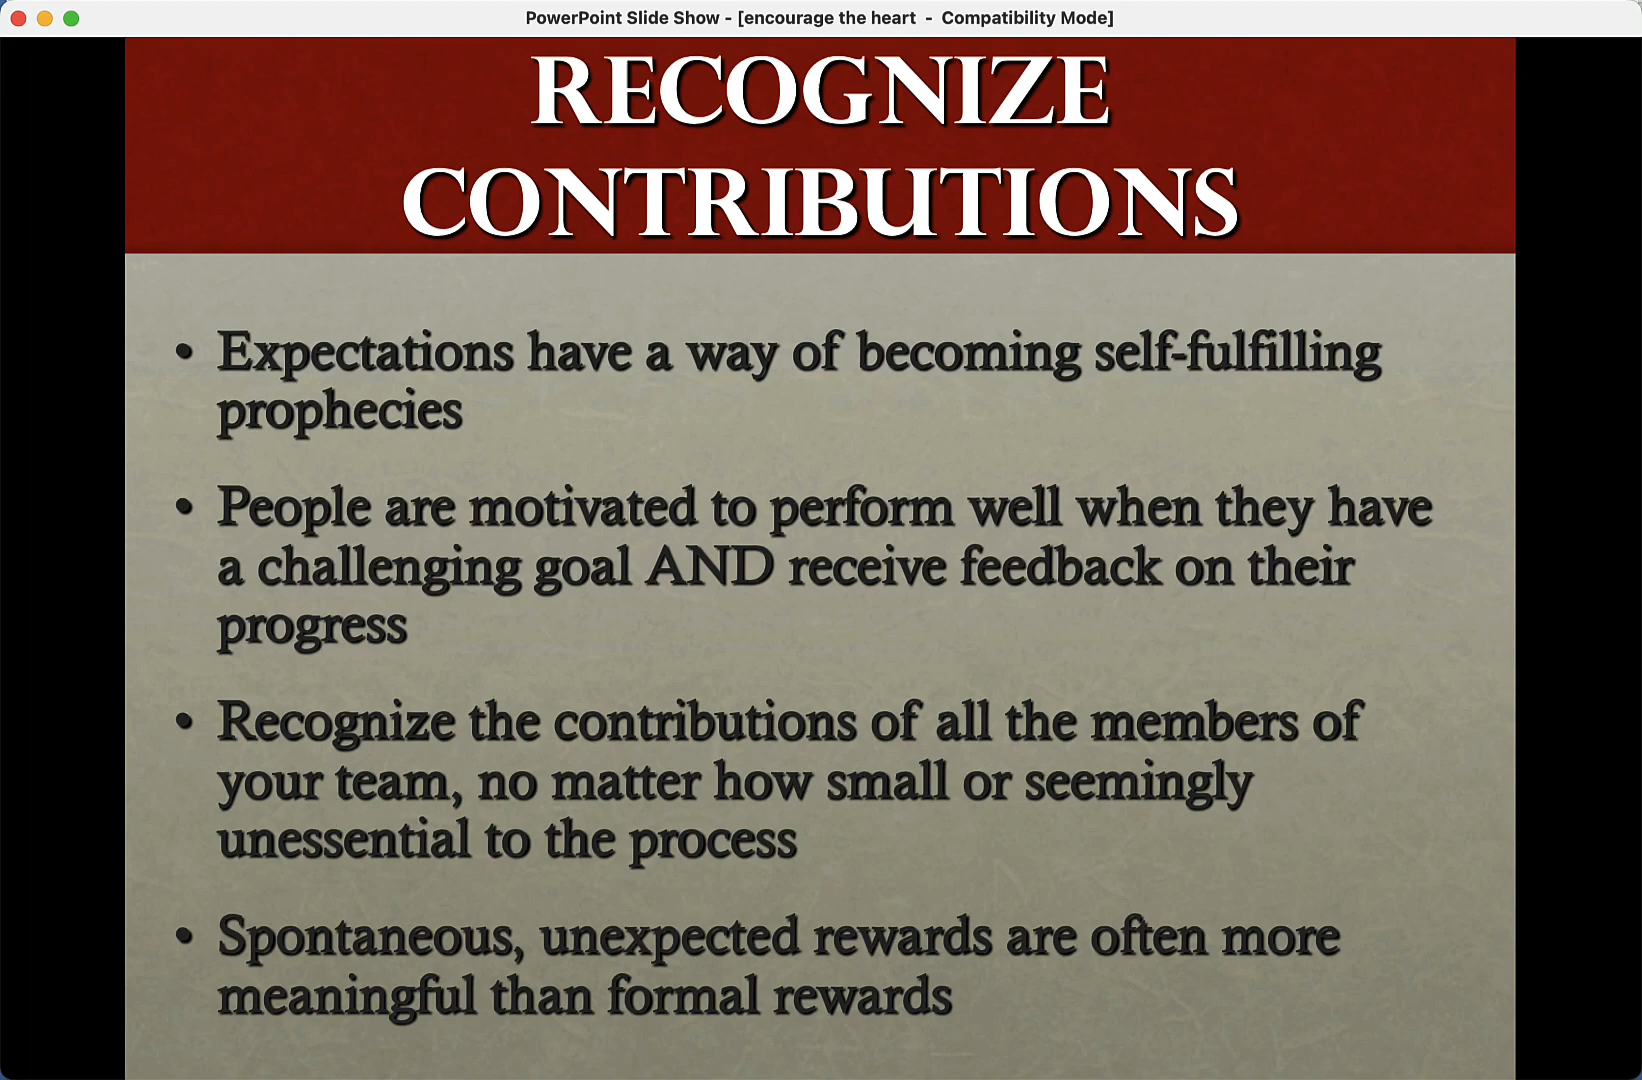 PowerPoint Slide Show - [encourage the heart  -  Compatibility Mode]
RECOGNIZE
CONTRIBUTIONS
• Expectations have a way of becoming self-fulfilling
prophecies
• People are motivated to perform well when they have
a challenging goal AND receive feedback on their
progress
• Recognize the contributions of all the members of
your team, no matter how small or seemingly
unessential to the process
• Spontaneous, unexpected rewards are often more
meaningful than formal rewards